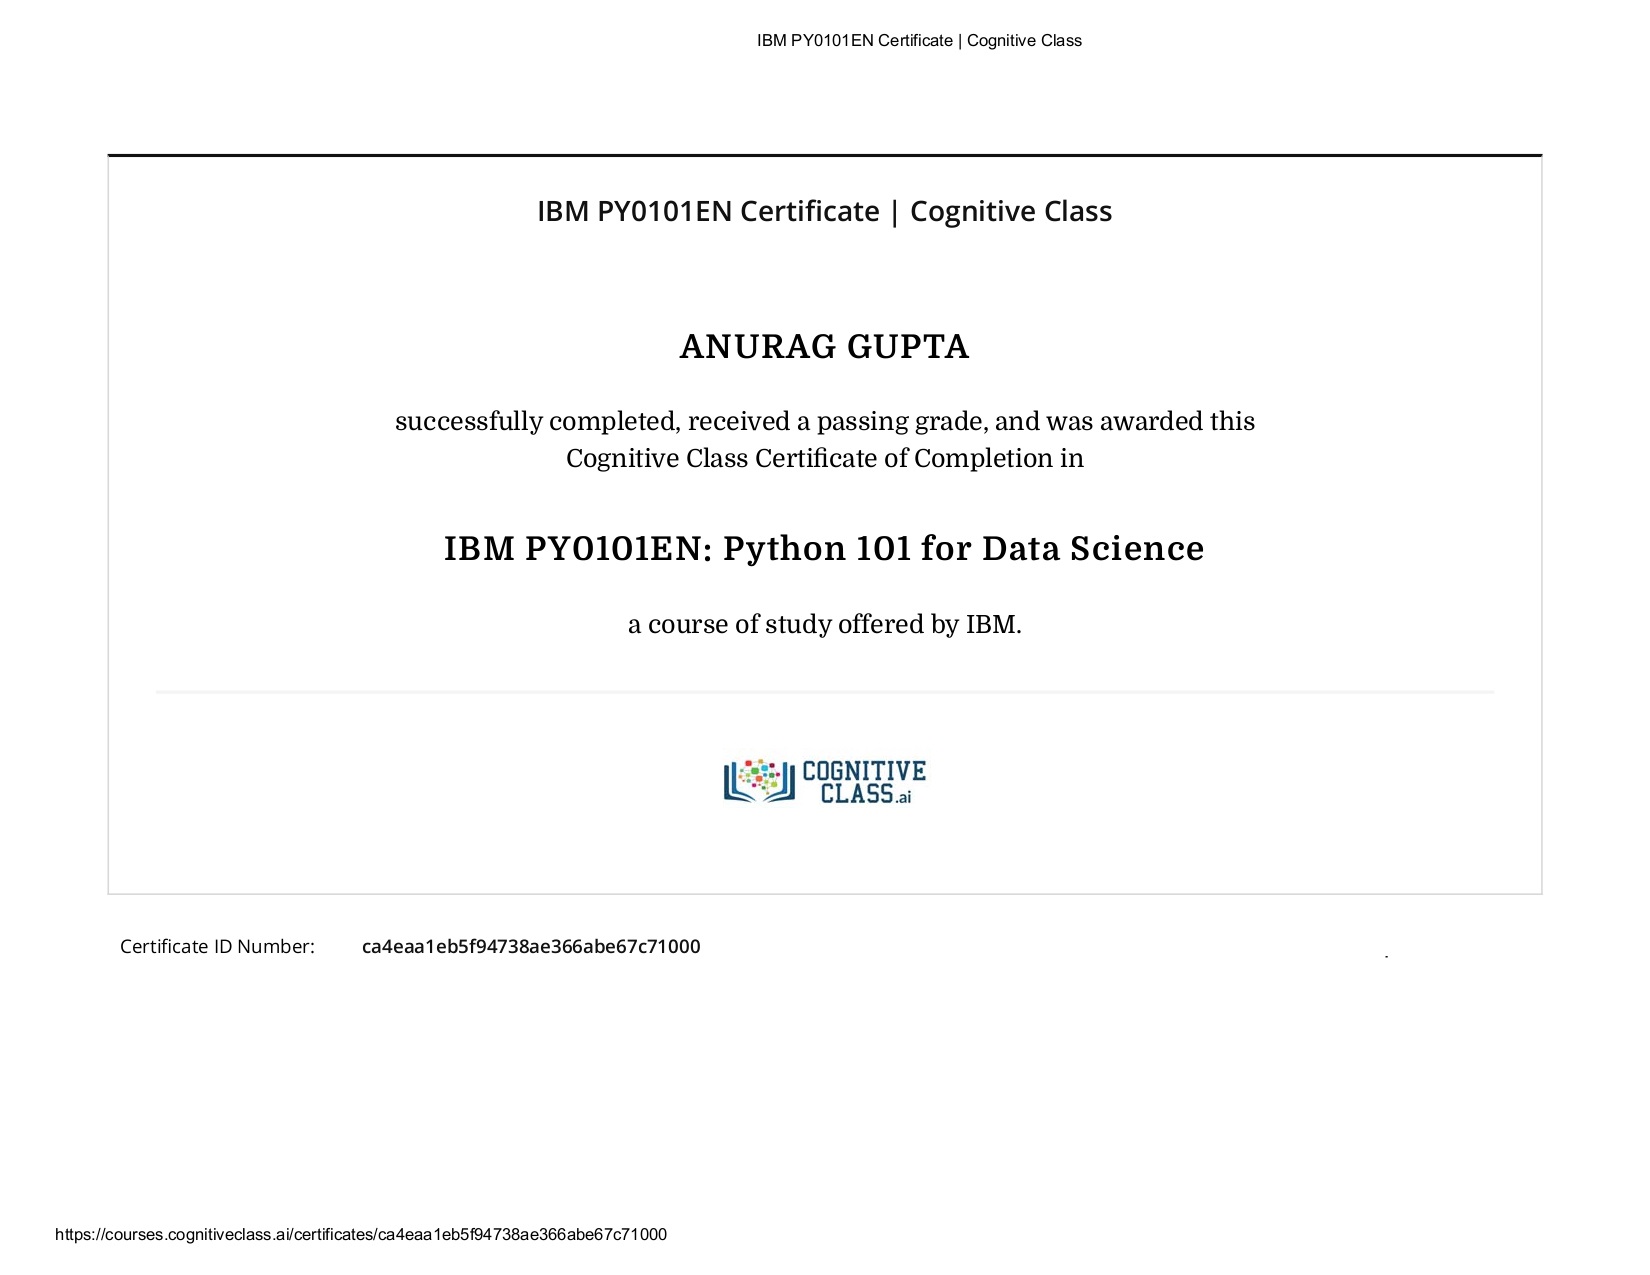 IBM PY0101EN Certificate | Cognitive Class
IBM PY0101EN Certificate | Cognitive Class
ANURAG GUPTA
successfully completed, received a passing grade, and was awarded this
Cognitive Class Certificate of Completion in
IBM PY0101EN: Python 101 for Data Science
a course of study offered by IBM.
COGNITIVE
CLASS.ai
Certificate ID Number: ca4eaa1eb5f94738ae366abe67c71000
https://courses.cognitiveclass.ai/certificates/ca4eaa1eb5f94738ae366abe67c71000